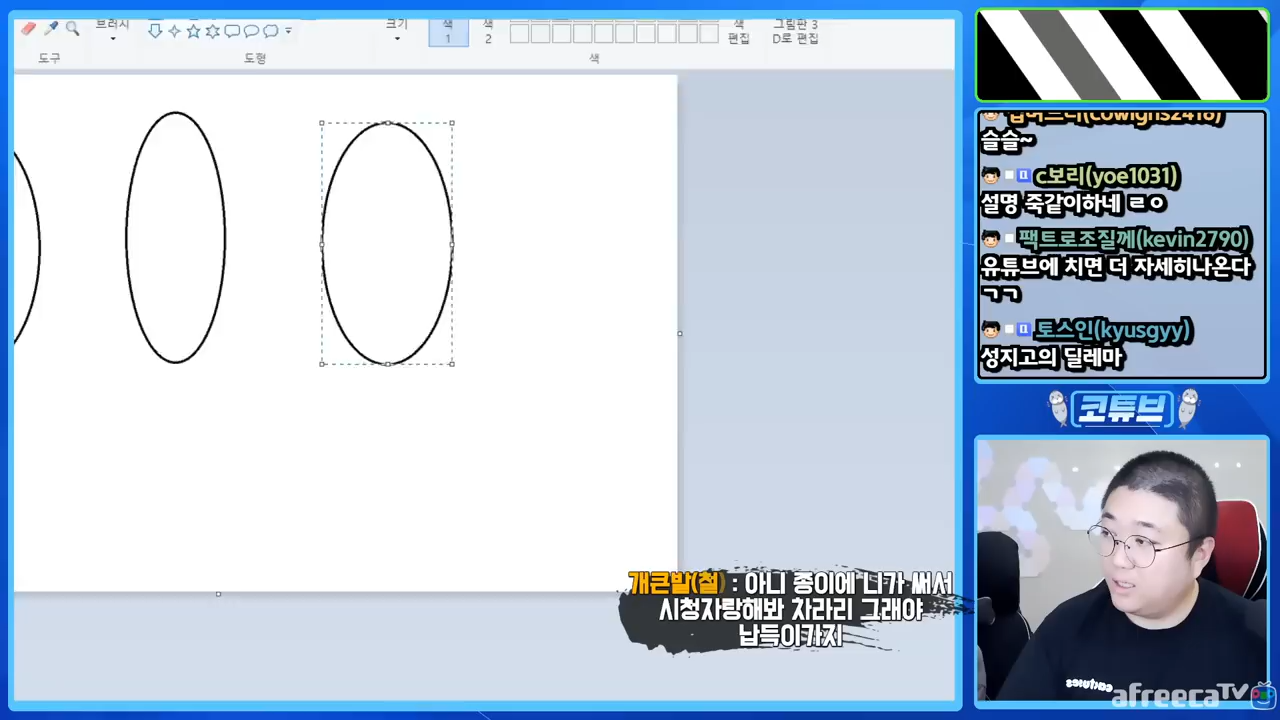 브러시
크기
색
1
색
2
색
편집
그림판 3
D로 편집
도구
도형
색
슬슬~
c보리(yoe1031)
설명 죽같이하네 ㄹㅇ
팩트로조질께(kevin2790)
유튜브에 치면 더 자세히나온다
ㄱㄱ
토스인(kyusgyy)
성지고의 딜레마
코튜브
개큰발(철) : 아니 종이에 니가 써서
시청자랑해봐 차라리 그래야
납득이가지
afreecaTV